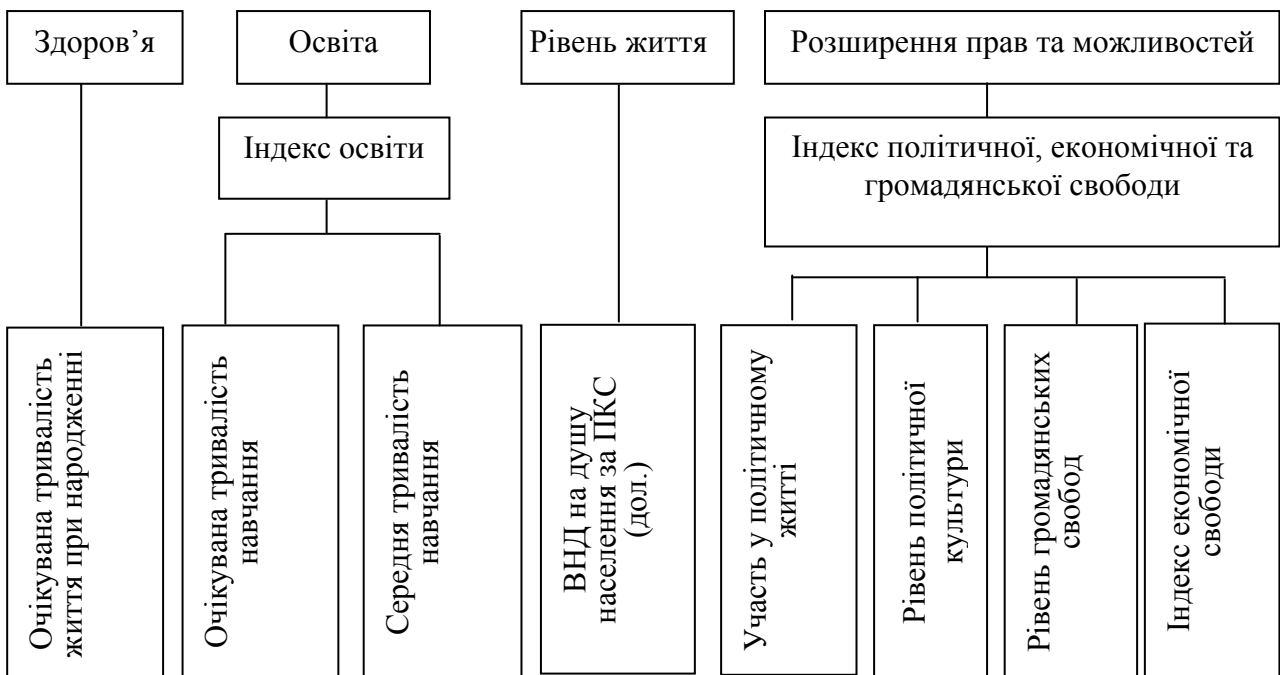 Здоров’я
Освіта
Рівень життя
Розширення прав та можливостей
Індекс освіти
Індекс політичної, економічної та
громадянської свободи
Очікувана тривалість
життя при народженні
Очікувана тривалість
навчання
Середня тривалість
навчання
ВНД на душу
населення за ПКС
(дол.)
Участь у політичному
житті
Рівень політичної
культури
Рівень громадянських
свобод
Індекс економічної
свободи